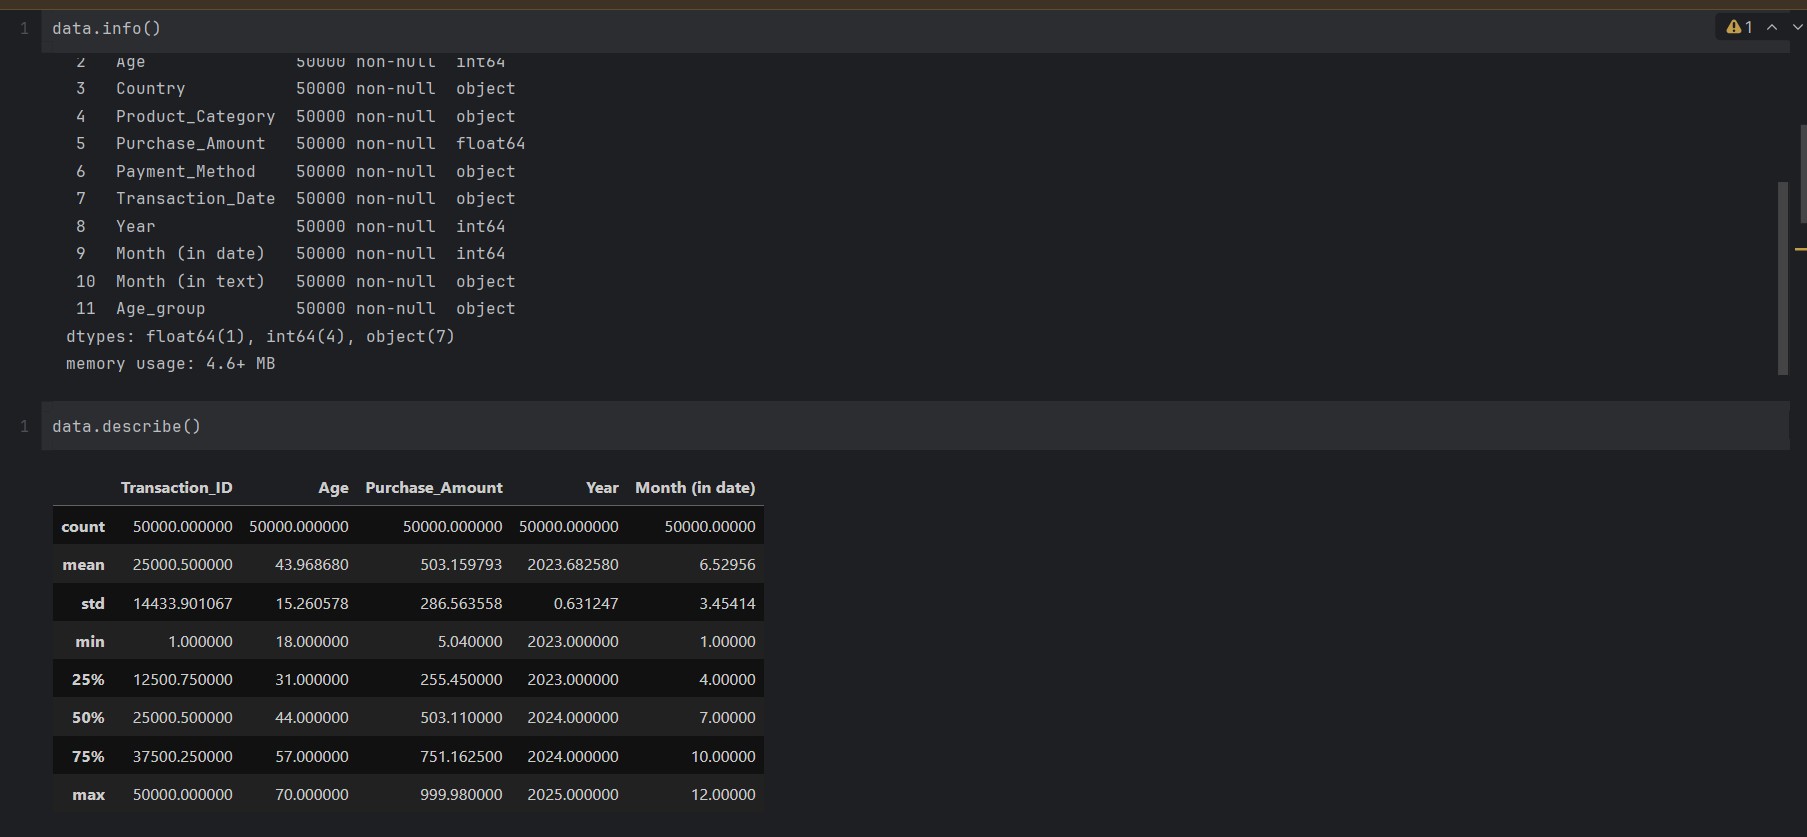 1 data.info()
1
2 Age 50000 non-null int64
3 Country 50000 non-null object
4 Product_Category 50000 non-null object
5 Purchase_Amount 50000 non-null float64
6 Payment_Method 50000 non-null object
7 Transaction_Date 50000 non-null object
8 Year 50000 non-null int64
9 Month (in date) 50000 non-null int64
10 Month (in text) 50000 non-null object
11 Age_group 50000 non-null object
dtypes: float64(1), int64(4), object(7)
memory usage: 4.6+ MB
1 data.describe()
Transaction_ID Age Purchase_Amount Year Month (in date)
count 50000.000000 50000.000000 50000.000000 50000.000000 50000.00000
mean 25000.500000 43.968680 503.159793 2023.682580 6.52956
std 14433.901067 15.260578 286.563558 0.631247 3.45414
min 1.000000 18.000000 5.040000 2023.000000 1.00000
25% 12500.750000 31.000000 255.450000 2023.000000 4.00000
50% 25000.500000 44.000000 503.110000 2024.000000 7.00000
75% 37500.250000 57.000000 751.162500 2024.000000 10.00000
max 50000.000000 70.000000 999.980000 2025.000000 12.00000